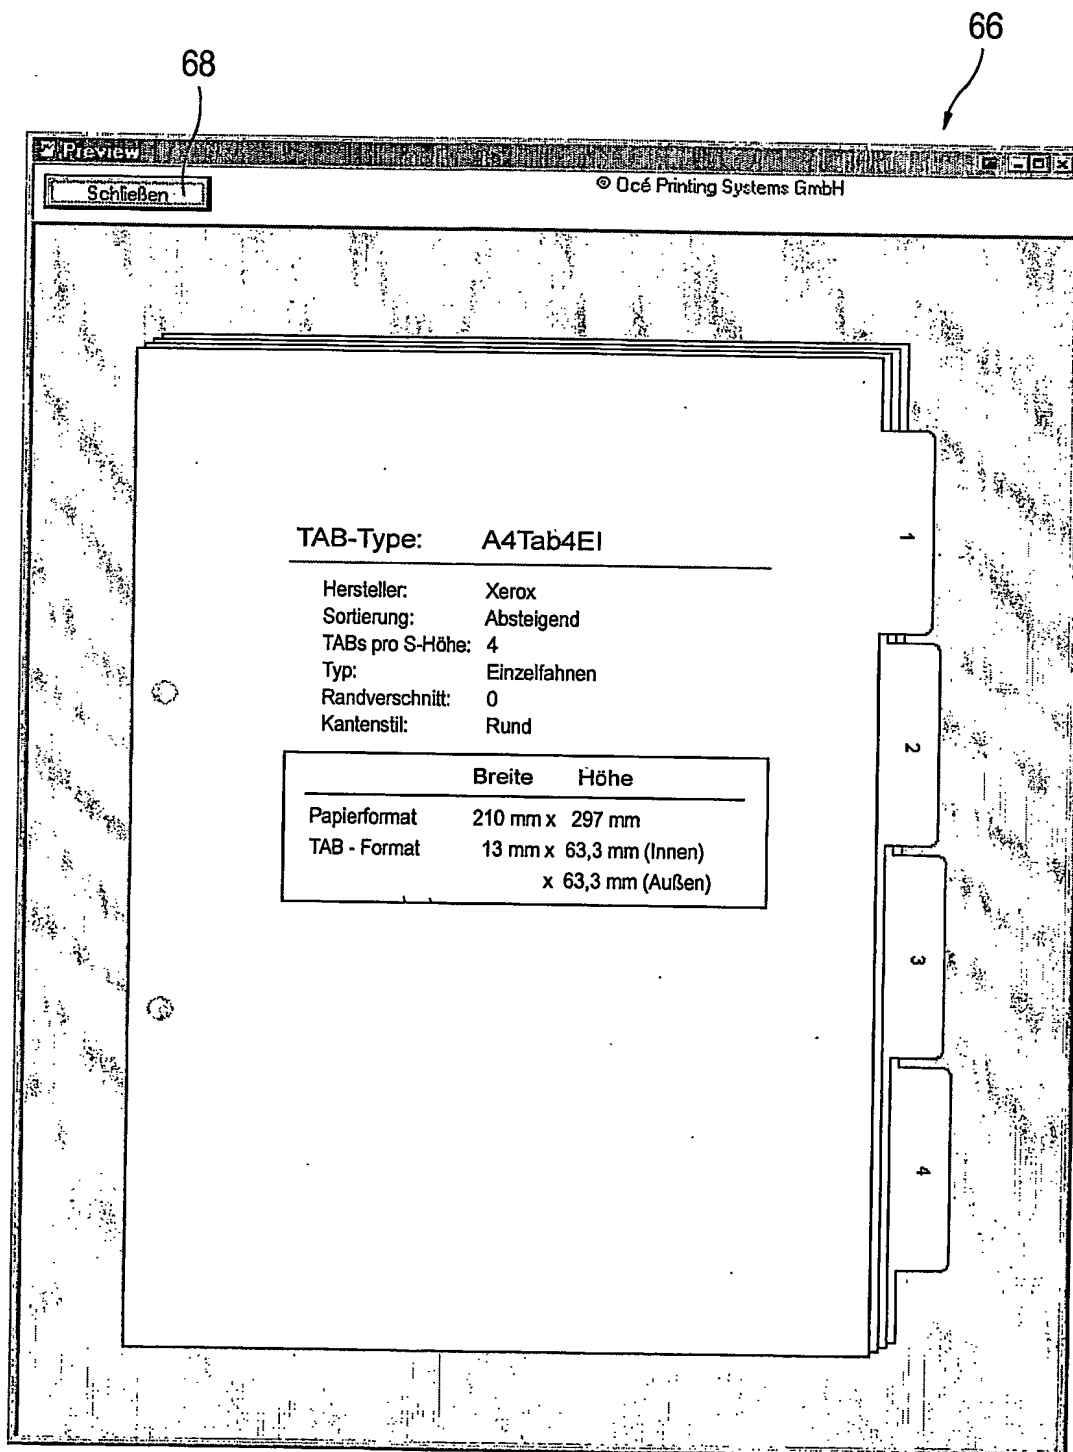 66
68
Preview
Schließen
© Océ Printing Systems GmbH
TAB-Type: A4Tab4EI
Hersteller: Xerox
Sortierung: Absteigend
TABs pro S-Höhe: 4
Typ: Einzelfahnen
Randverschnitt: 0
Kantenstil: Rund
Breite Höhe
Papierformat 210 mm x 297 mm
TAB - Format 13 mm x 63,3 mm (Innen)
x 63,3 mm (Außen)
1
2
3
4